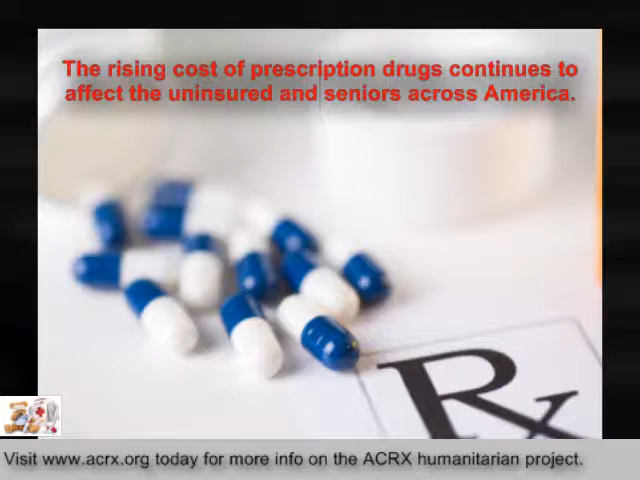 The rising cost of prescription drugs continues to
affect the uninsured and seniors across America.
Rx
Visit www.acrx.org today for more info on the ACRX humanitarian project.